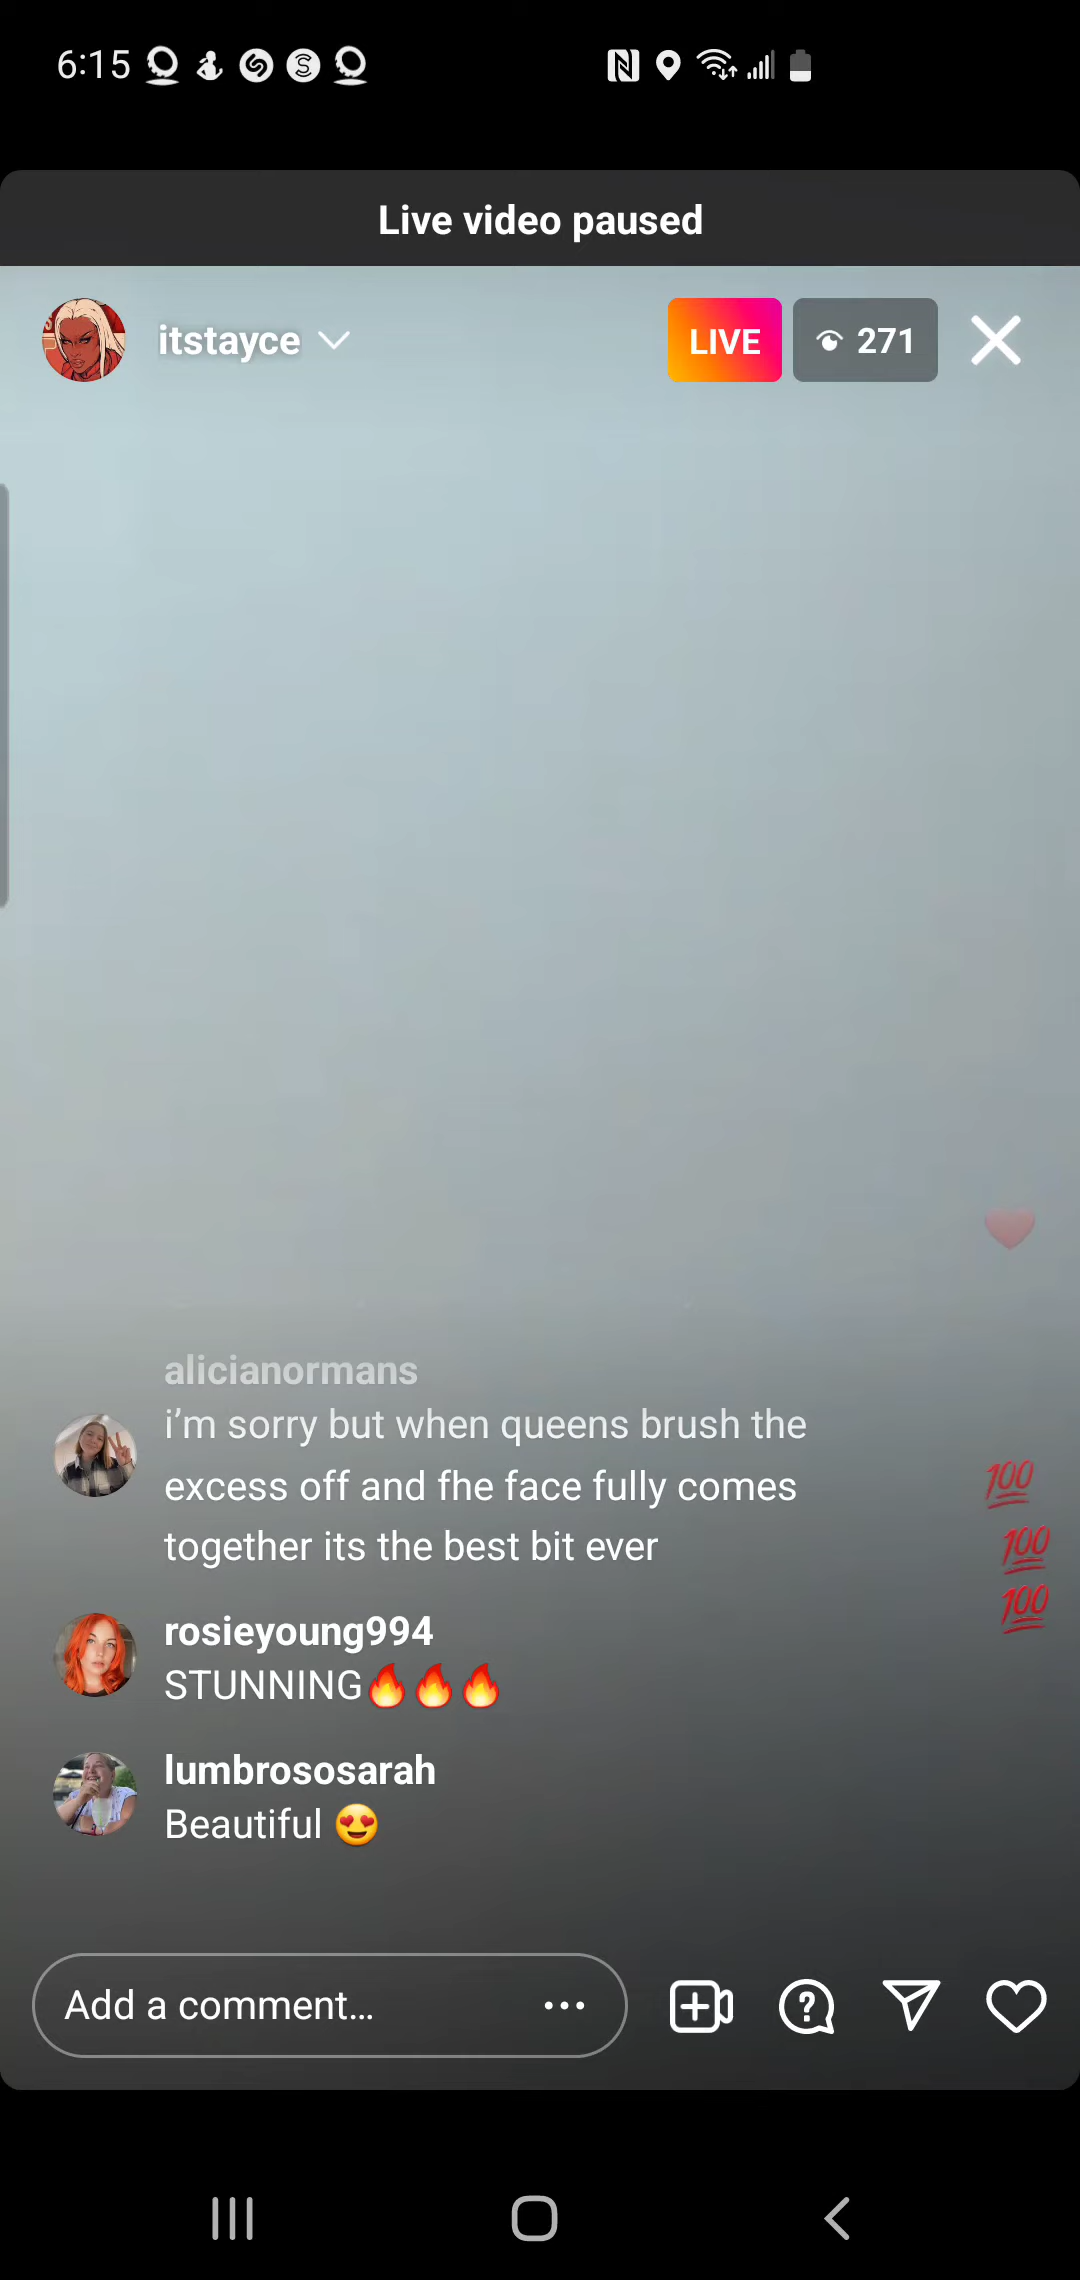 6:15
Live video paused
itstayce
LIVE
271
alicianormans
i’m sorry but when queens brush the
excess off and fhe face fully comes
together its the best bit ever
rosieyoung994
STUNNING🔥🔥🔥
lumbrososarah
Beautiful 😍
💯
💯
💯
Add a comment...